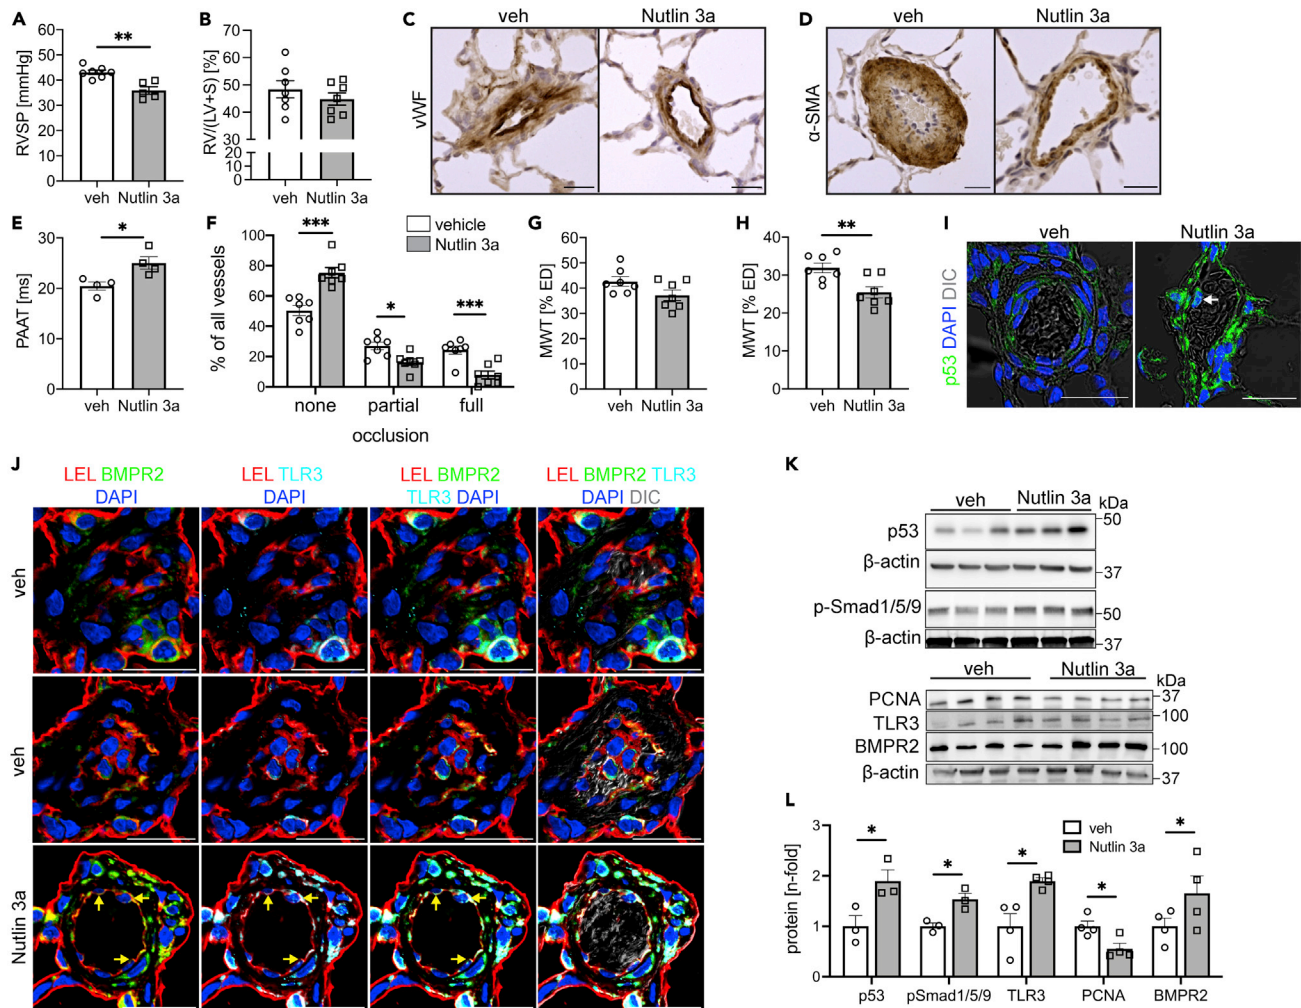 A
RVSP [mmHg]
60
50
40
30
20
10
0
**
veh Nutlin 3a
B
RV/(LV+S) [%]
70
60
50
40
30
20
10
0
veh Nutlin 3a
C
veh Nutlin 3a
vWF
D
veh Nutlin 3a
α-SMA
E
PAAT [ms]
30
20
10
0
*
veh Nutlin 3a
F
% of all vessels
100
80
60
40
20
0
*** * ***
none partial full
occlusion
vehicle
Nutlin 3a
G
MWT [% ED]
60
50
40
30
20
10
0
veh Nutlin 3a
H
MWT [% ED]
40
30
20
10
0
**
veh Nutlin 3a
I
veh Nutlin 3a
p53 DAPI DIC
J
LEL BMPR2
DAPI
LEL TLR3
DAPI
LEL BMPR2
TLR3 DAPI
LEL BMPR2 TLR3
DAPI DIC
veh
veh
Nutlin 3a
K
veh Nutlin 3a kDa
p53 50
β-actin 37
p-Smad1/5/9 50
β-actin 37
veh Nutlin 3a kDa
PCNA 37
TLR3 100
BMPR2 100
β-actin 37
L
protein [n-fold]
3
2
1
0
veh
Nutlin 3a
* * * * *
p53 pSmad1/5/9 TLR3 PCNA BMPR2